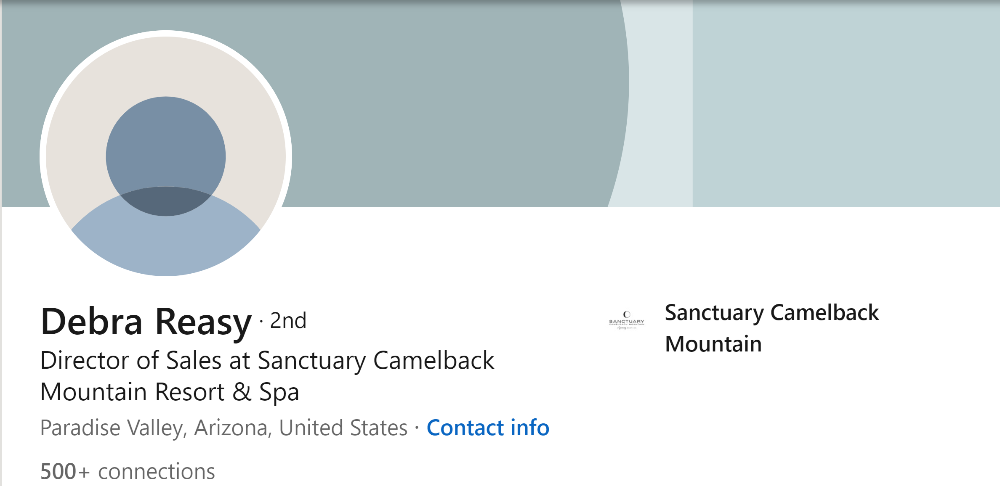 Debra Reasy · 2nd
Director of Sales at Sanctuary Camelback
Mountain Resort & Spa
Paradise Valley, Arizona, United States · Contact info
500+ connections
SANCTUARY
CAMELBACK MOUNTAIN
Sanctuary Camelback
Mountain